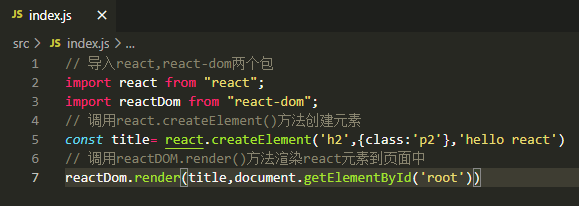 JS index.js ×
src > JS index.js > ...
1 // 导入react,react-dom两个包
2 import react from "react";
3 import reactDom from "react-dom";
4 // 调用react.createElement()方法创建元素
5 const title= react.createElement('h2',{class:'p2'},'hello react')
6 // 调用reactDOM.render()方法渲染react元素到页面中
7 reactDom.render(title,document.getElementById('root'))